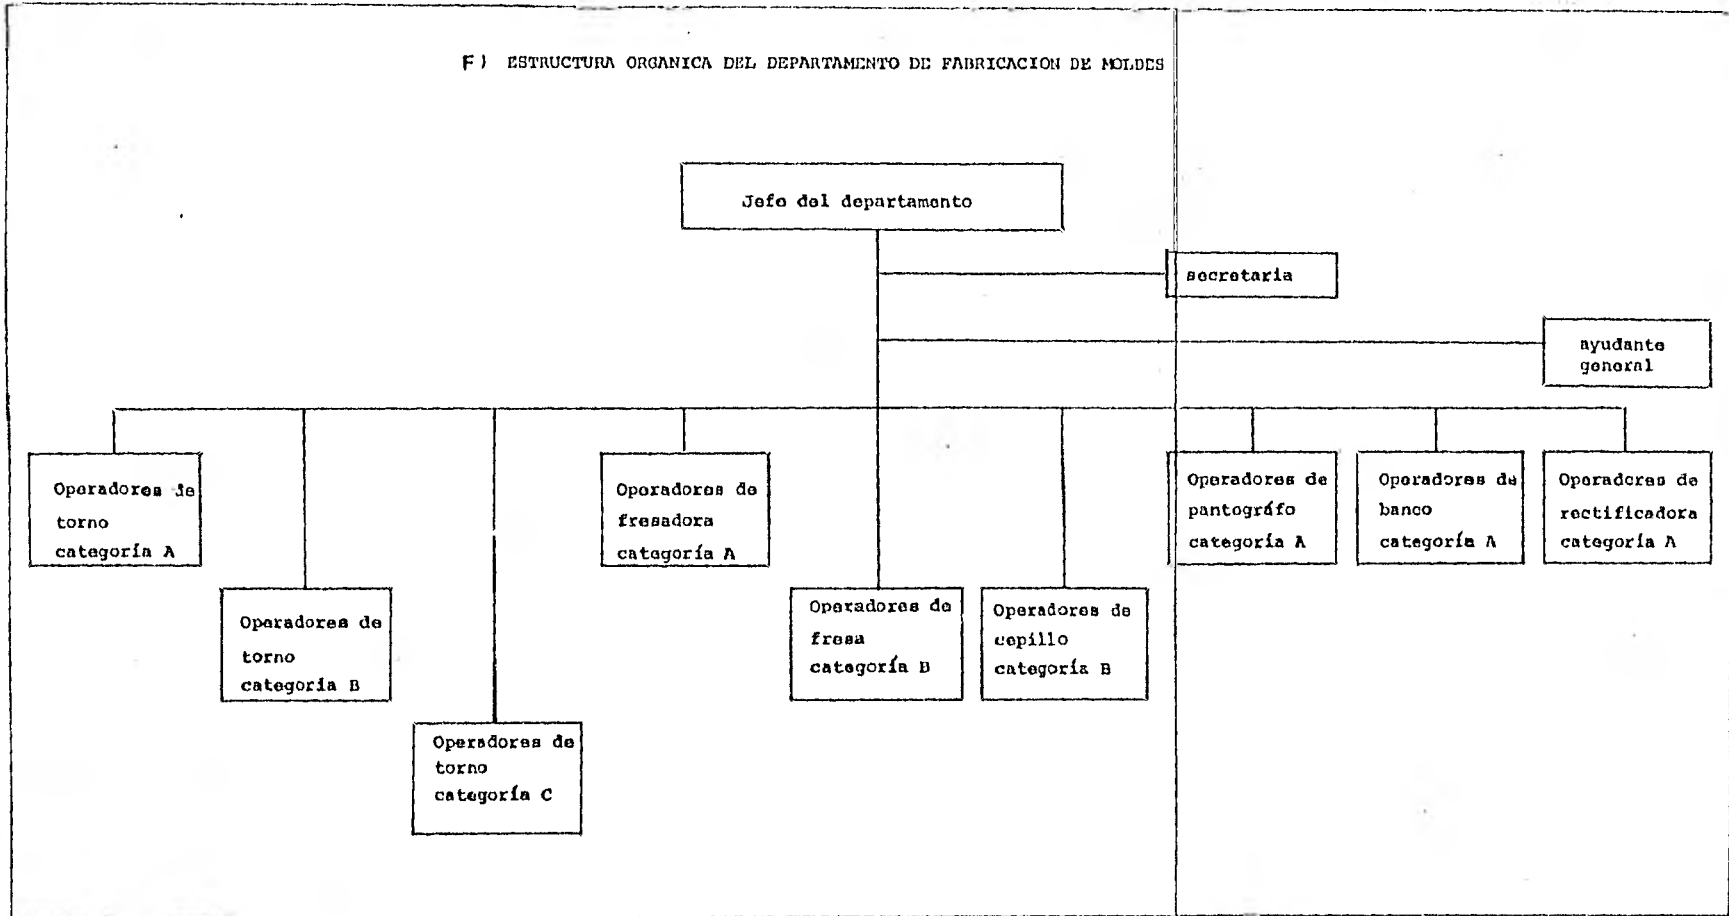 F) ESTRUCTURA ORGANICA DEL DEPARTAMENTO DE FABRICACION DE MOLDES
Jefe del departamento
secretaria
ayudante
general
Operadores de
torno
categoría A
Operadores de
torno
categoría B
Operadores de
torno
categoría C
Operadores de
fresadora
categoría A
Operadores de
fresa
categoría B
Operadores de
cepillo
categoría B
Operadores de
pantográfo
categoría A
Operadores de
banco
categoría A
Operadores de
rectificadora
categoría A